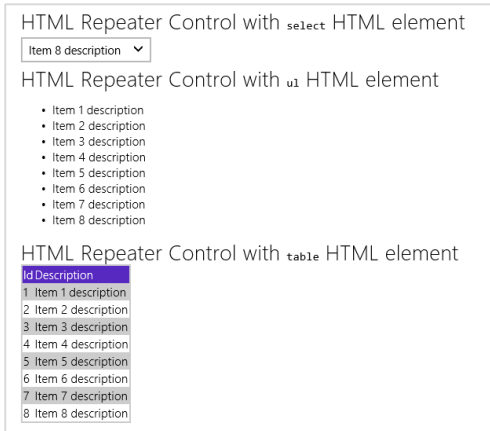 HTML Repeater Control with select HTML element
Item 8 description
HTML Repeater Control with ul HTML element
• Item 1 description
• Item 2 description
• Item 3 description
• Item 4 description
• Item 5 description
• Item 6 description
• Item 7 description
• Item 8 description
HTML Repeater Control with table HTML element
Id Description
1 Item 1 description
2 Item 2 description
3 Item 3 description
4 Item 4 description
5 Item 5 description
6 Item 6 description
7 Item 7 description
8 Item 8 description